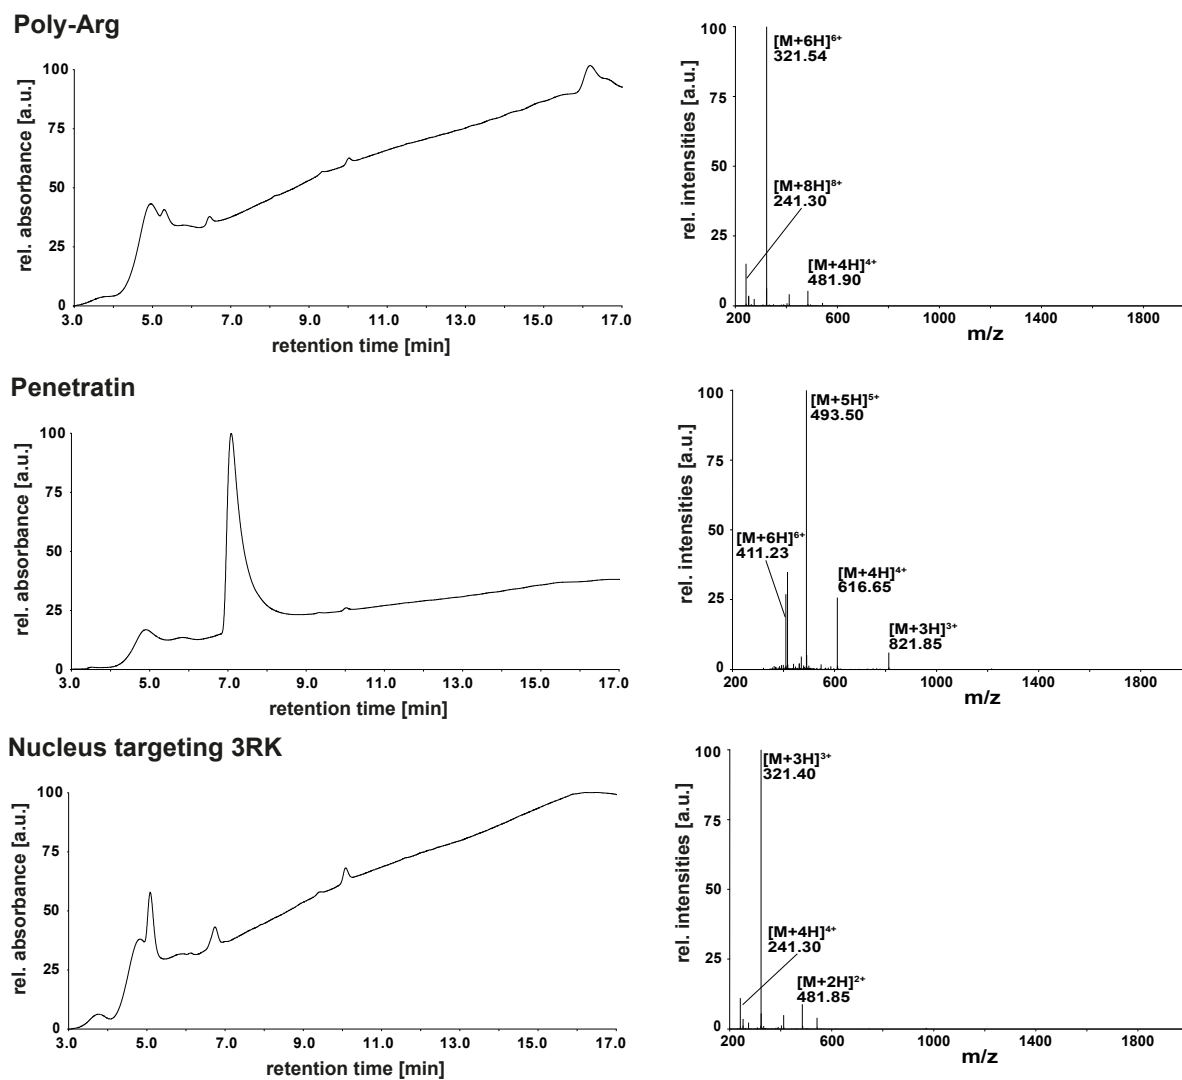 Poly-Arg
rel. absorbance [a.u.]
100
75
50
25
0
3.0 5.0 7.0 9.0 11.0 13.0 15.0 17.0
retention time [min]
rel. intensities [a.u.]
100
75
50
25
0
[M+6H]6+
321.54
[M+8H]8+
241.30
[M+4H]4+
481.90
200 600 1000 1400 1800
m/z
Penetratin
rel. absorbance [a.u.]
100
75
50
25
0
3.0 5.0 7.0 9.0 11.0 13.0 15.0 17.0
retention time [min]
rel. intensities [a.u.]
100
75
50
25
0
[M+5H]5+
493.50
[M+6H]6+
411.23
[M+4H]4+
616.65
[M+3H]3+
821.85
200 600 1000 1400 1800
m/z
Nucleus targeting 3RK
rel. absorbance [a.u.]
100
75
50
25
0
3.0 5.0 7.0 9.0 11.0 13.0 15.0 17.0
retention time [min]
rel. intensities [a.u.]
100
75
50
25
0
[M+3H]3+
321.40
[M+4H]4+
241.30
[M+2H]2+
481.85
200 600 1000 1400 1800
m/z